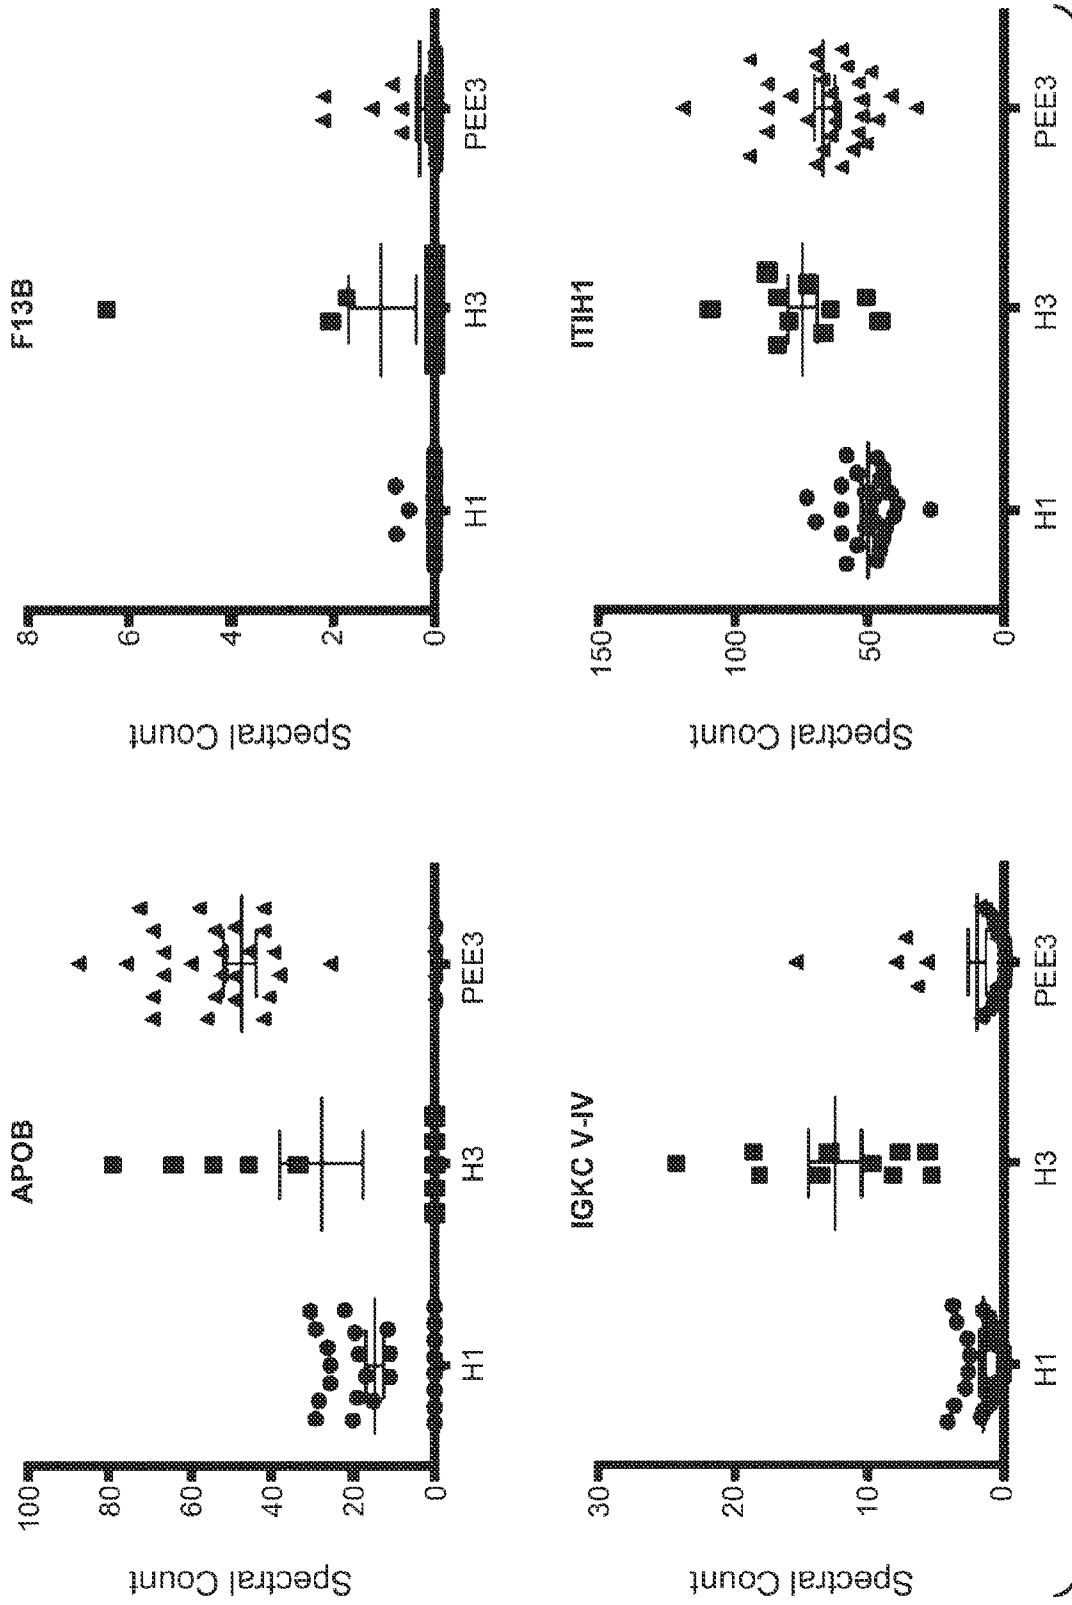 APOB
Spectral Count
100
80
60
40
20
0
H1 H3 PEE3
F13B
Spectral Count
8
6
4
2
0
H1 H3 PEE3
IGKC V-IV
Spectral Count
30
20
10
0
H1 H3 PEE3
ITIH1
Spectral Count
150
100
50
0
H1 H3 PEE3